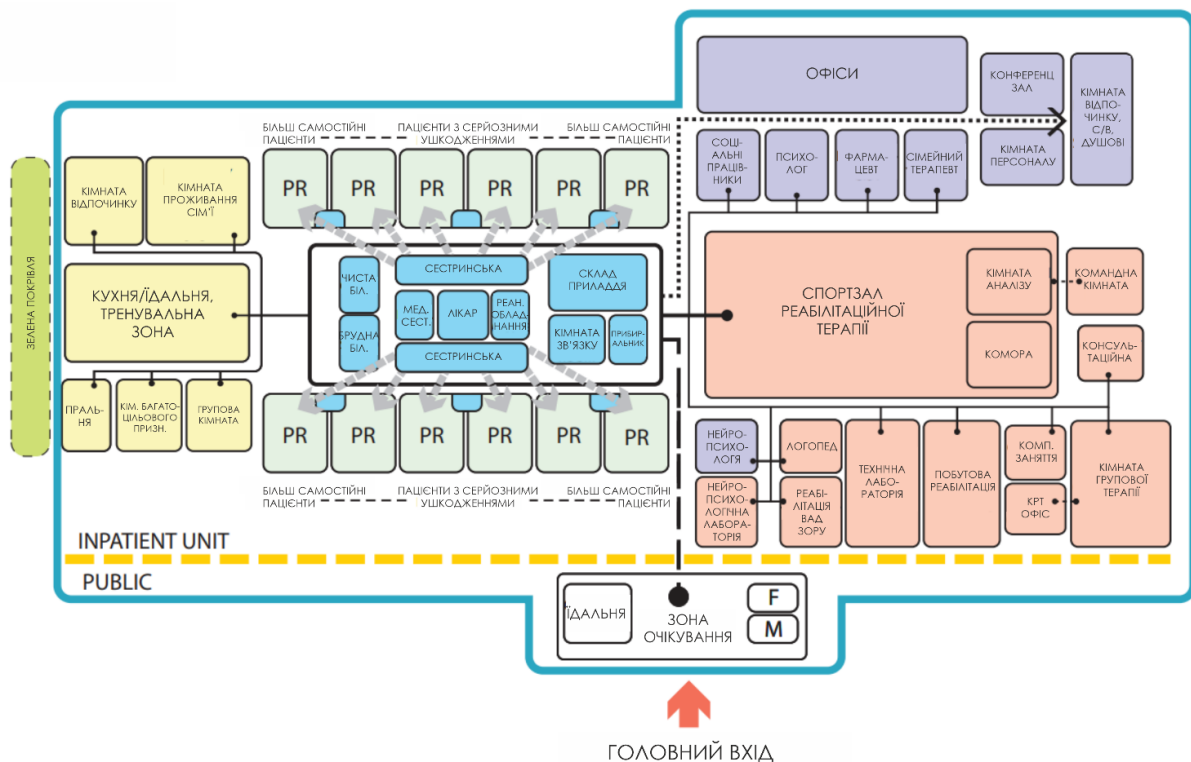 ОФІСИ
КОНФЕРЕНЦ
ЗАЛ
КІМНАТА
ВІДПО-
ЧИНКУ,
С/В,
ДУШОВІ
КІМНАТА
ПЕРСОНАЛУ
СОЦІ-
АЛЬНІ
ПРАЦІВ-
НИКИ
ПСИХО-
ЛОГ
ФАРМА-
ЦЕВТ
СІМЕЙНИЙ
ТЕРАПЕВТ
БІЛЬШ САМОСТІЙНІ
ПАЦІЄНТИ
ПАЦІЄНТИ З СЕРЙОЗНИМИ
УШКОДЖЕННЯМИ
БІЛЬШ САМОСТІЙНІ
ПАЦІЄНТИ
PR
PR
PR
PR
PR
PR
ЗЕЛЕНА ПОКРІВЛЯ
КІМНАТА
ВІДПОЧИНКУ
КІМНАТА
ПРОЖИВАННЯ
СІМ'Ї
КУХНЯ/ЇДАЛЬНЯ,
ТРЕНУВАЛЬНА
ЗОНА
ПРАЛЬ-
НЯ
КІМ. БАГАТО-
ЦІЛЬОВОГО
ПРИЗН.
ГРУПОВА
КІМНАТА
ЧИСТА
БІЛ.
БРУДНА
БІЛ.
СЕСТРИНСЬКА
МЕД.
СЕСТ.
ЛІКАР
РЕАН.
ОБЛАД-
НАННЯ
СЕСТРИНСЬКА
СКЛАД
ПРИЛАДДЯ
КІМНАТА
ЗВ'ЯЗКУ
ПРИБИР-
АЛЬНИК
СПОРТЗАЛ
РЕАБІЛІТАЦІЙНОЇ
ТЕРАПІЇ
КІМНАТА
АНАЛІЗУ
КОМОРА
КОМАНДНА
КІМНАТА
КОНСУЛЬ-
ТАЦІЙНА
PR
PR
PR
PR
PR
PR
БІЛЬШ САМОСТІЙНІ
ПАЦІЄНТИ
ПАЦІЄНТИ З СЕРЙОЗНИМИ
УШКОДЖЕННЯМИ
БІЛЬШ САМОСТІЙНІ
ПАЦІЄНТИ
НЕЙРО-
ПСИХО-
ЛОГІЯ
ЛОГОПЕД
НЕЙРО-
ПСИХО-
ЛОГІЧНА
ЛАБОРА-
ТОРІЯ
РЕАБІ-
ЛІТАЦІЯ
ВАД
ЗОРУ
ТЕХНІЧНА
ЛАБО-
РАТОРІЯ
ПОБУТОВА
РЕАБІЛІТАЦІЯ
КОМП.
ЗАНЯТТЯ
КРТ
ОФІС
КІМНАТА
ГРУПОВОЇ
ТЕРАПІЇ
INPATIENT UNIT
PUBLIC
ЇДАЛЬНЯ
ЗОНА
ОЧІКУВАННЯ
F
M
ГОЛОВНИЙ ВХІД